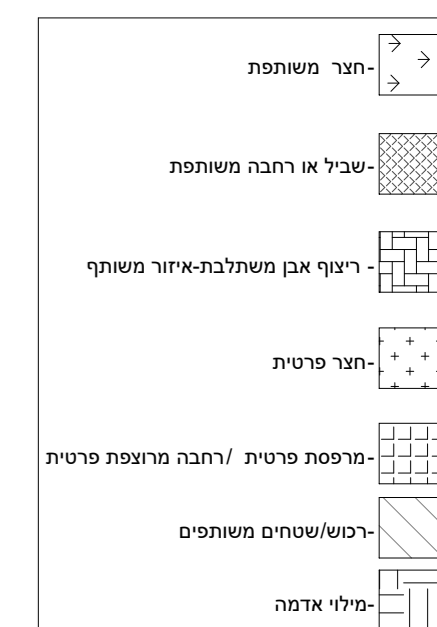 -חצר משותפת
-שביל או רחבה משותפת
- ריצוף אבן משתלבת-איזור משותף
-חצר פרטית
-מרפסת פרטית /רחבה מרוצפת פרטית
-רכוש/שטחים משותפים
-מילוי אדמה